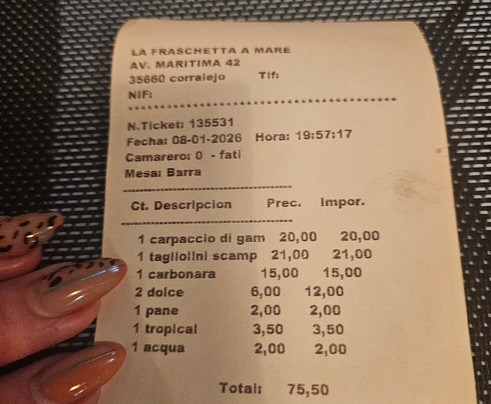 LA FRASCHETTA A MARE
AV. MARITIMA 42
35660 corralejo Tlf:
NIF:
N.Ticket: 135531
Fecha: 08-01-2026 Hora: 19:57:17
Camarero: 0 - fati
Mesa: Barra
Ct. Descripcion Prec. Impor.
1 carpaccio di gam 20,00 20,00
1 tagliolini scamp 21,00 21,00
1 carbonara 15,00 15,00
2 dolce 6,00 12,00
1 pane 2,00 2,00
1 tropical 3,50 3,50
1 acqua 2,00 2,00
Total: 75,50